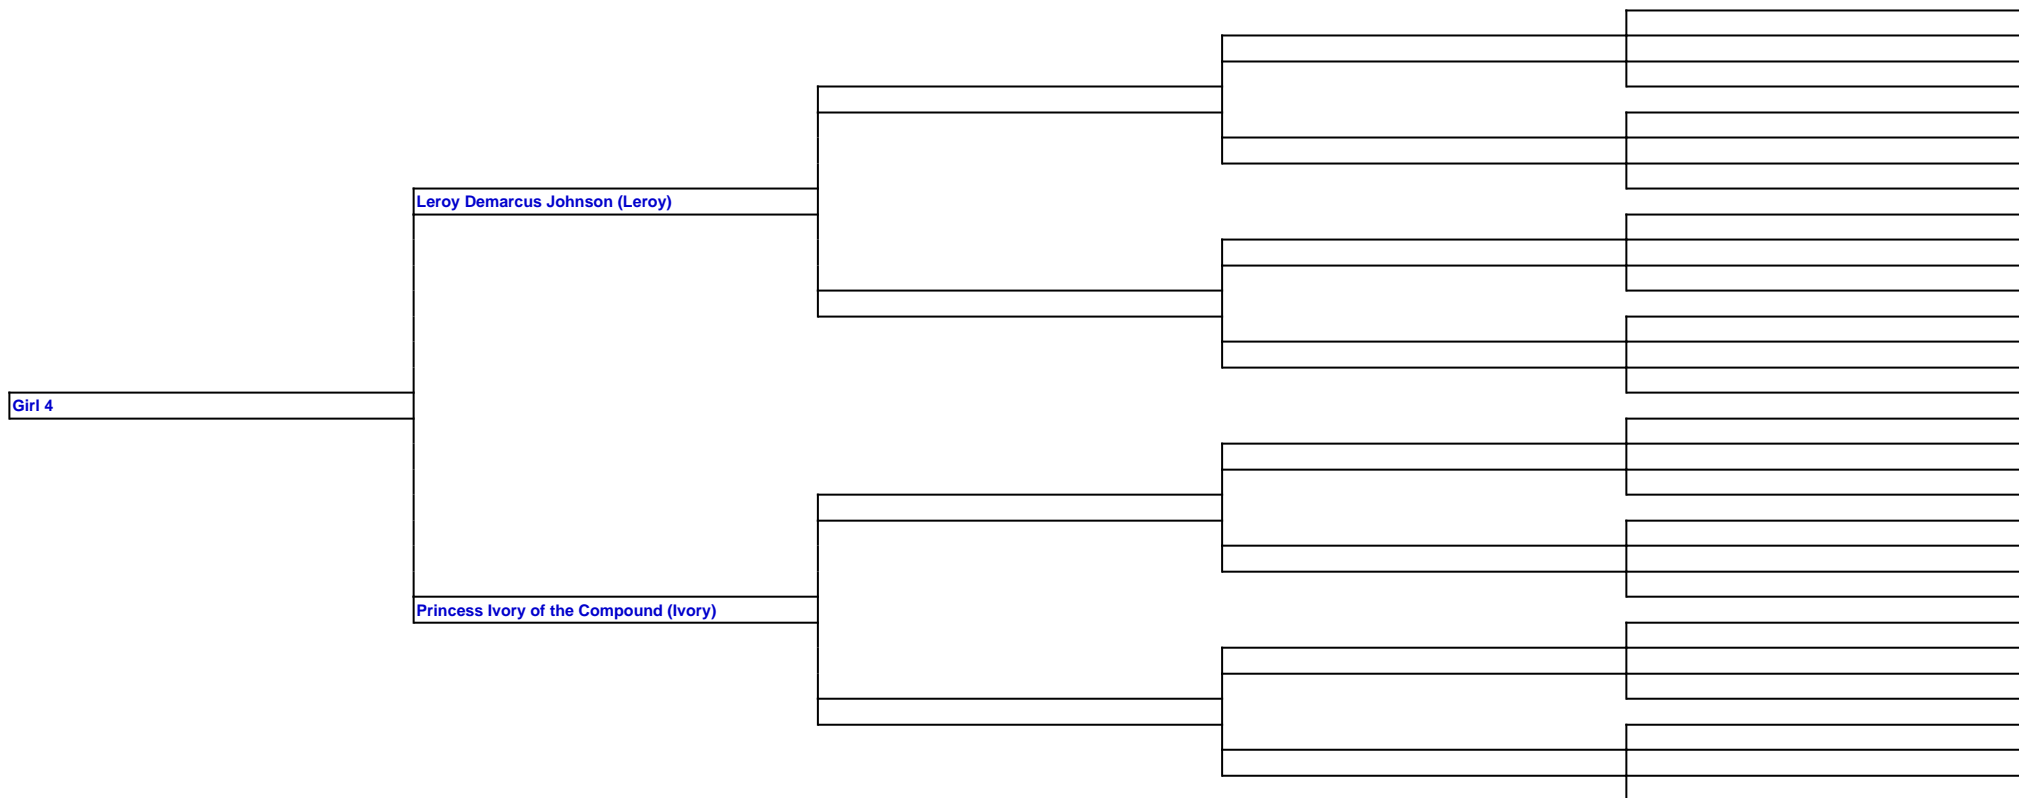 Leroy Demarcus Johnson (Leroy)
Girl 4
Princess Ivory of the Compound (Ivory)